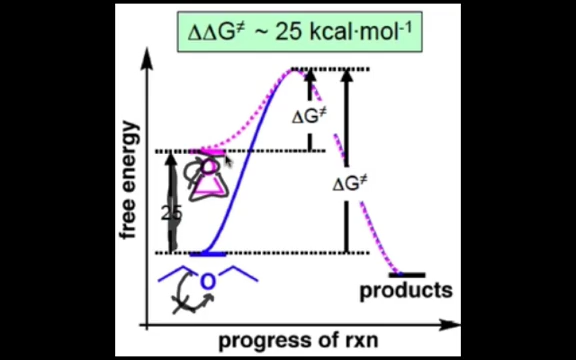 ΔΔG≠ ~ 25 kcal·mol-1
free energy
ΔG≠
ΔG≠
25
O
O
products
progress of rxn